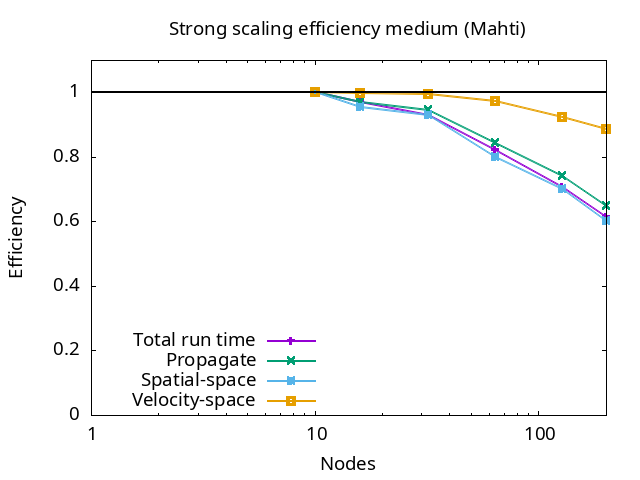 Strong scaling efficiency medium (Mahti)
Efficiency
1
0.8
0.6
0.4
0.2
0
Total run time
Propagate
Spatial-space
Velocity-space
1 10 100
Nodes